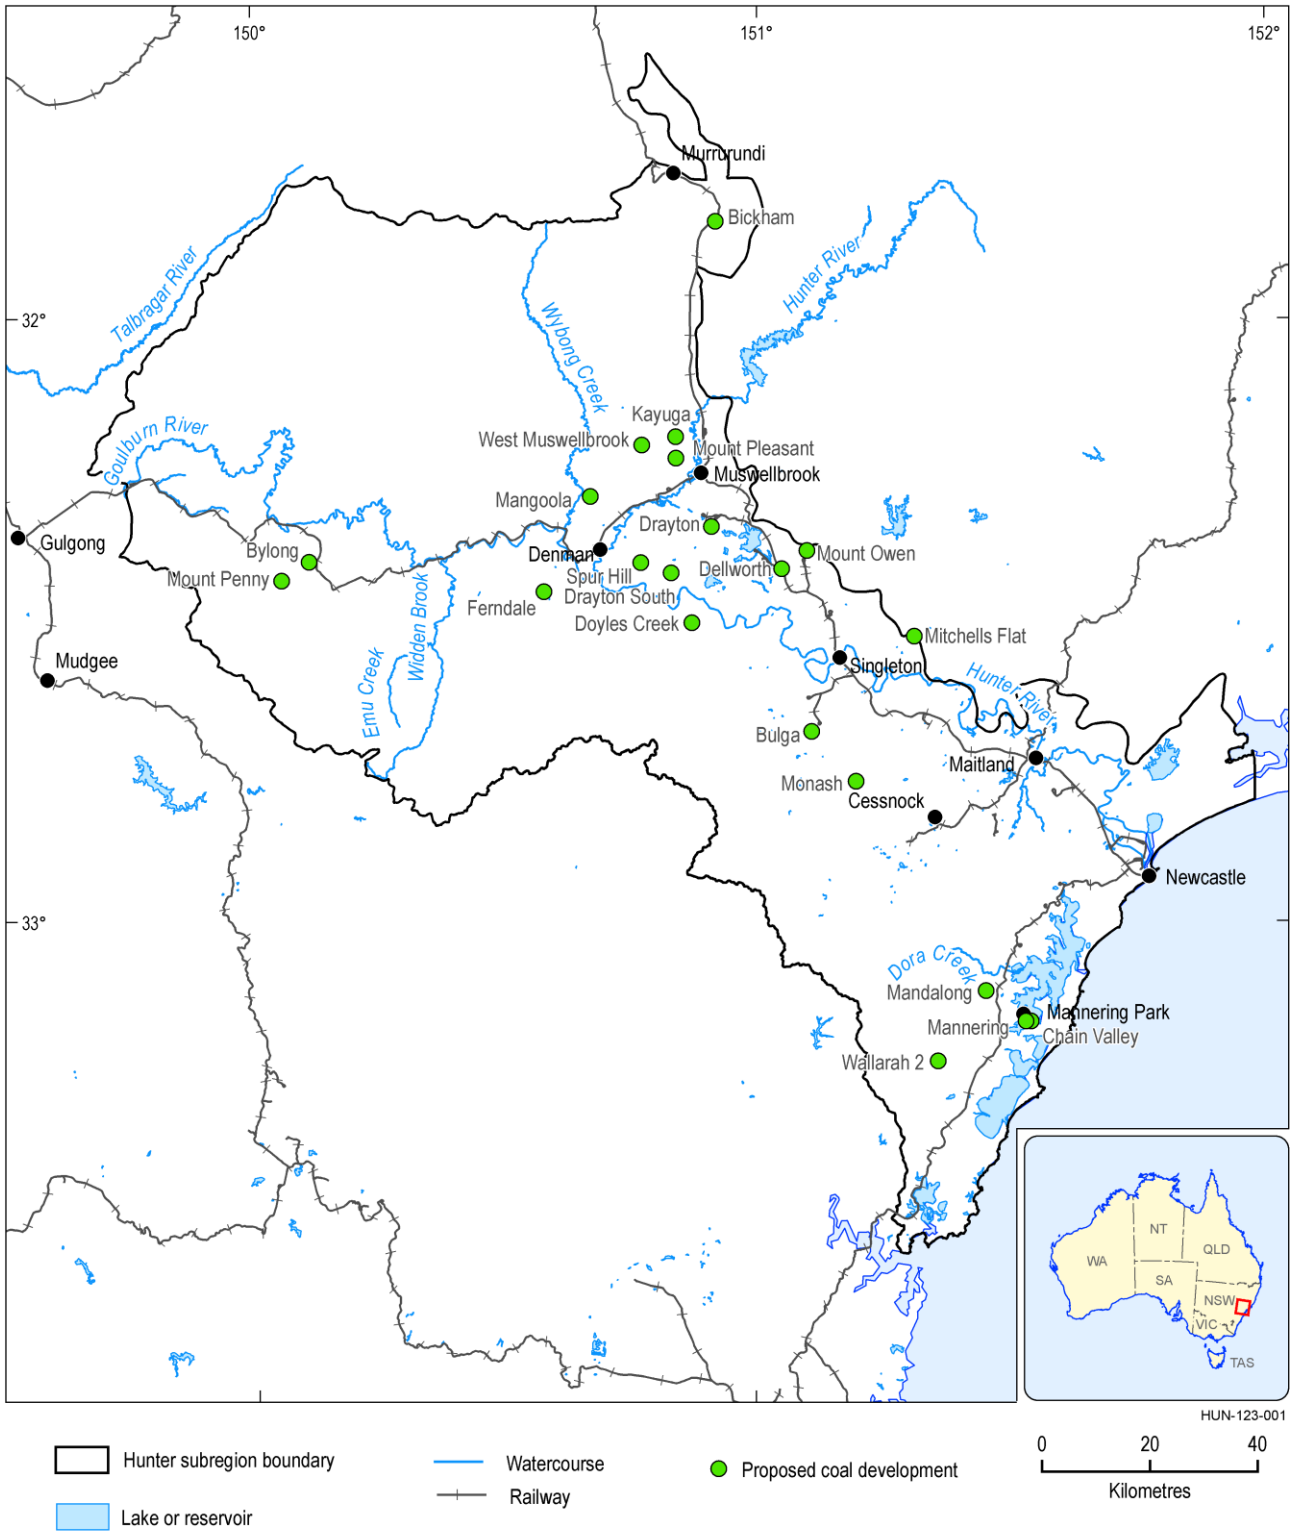 150°
151°
152°
Murrurundi
Bickham
Talbragar River
Hunter River
32°
Wybong Creek
Kayuga
Goulburn River
West Muswellbrook
Mount Pleasant
Muswellbrook
Mangoola
Drayton
Gulgong
Bylong
Denman
Mount Owen
Mount Penny
Spur Hill
Dellworth
Drayton South
Ferndale
Widden Brook
Doyles Creek
Mitchells Flat
Mudgee
Emu Creek
Singleton
Hunter River
Bulga
Maitland
Monash
Cessnock
Newcastle
33°
Dora Creek
Mandalong
Mannering Park
Mannering
Chain Valley
Wallarah 2
NT
WA
QLD
SA
NSW
VIC
TAS
HUN-123-001
0 20 40
Kilometres
Hunter subregion boundary
Watercourse
Proposed coal development
Railway
Lake or reservoir